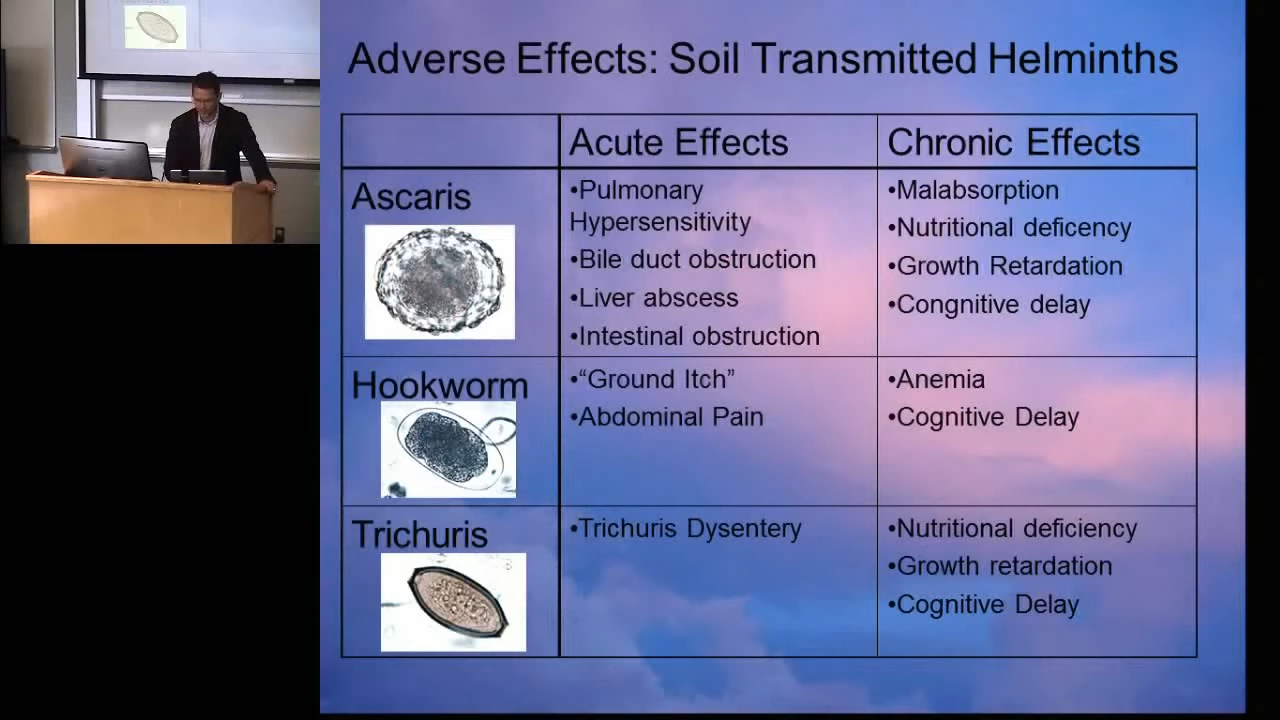 Adverse Effects: Soil Transmitted Helminths
Acute Effects
Chronic Effects
Ascaris
•Pulmonary
Hypersensitivity
•Bile duct obstruction
•Liver abscess
•Intestinal obstruction
•Malabsorption
•Nutritional deficency
•Growth Retardation
•Congnitive delay
Hookworm
•“Ground Itch”
•Abdominal Pain
•Anemia
•Cognitive Delay
Trichuris
•Trichuris Dysentery
•Nutritional deficiency
•Growth retardation
•Cognitive Delay